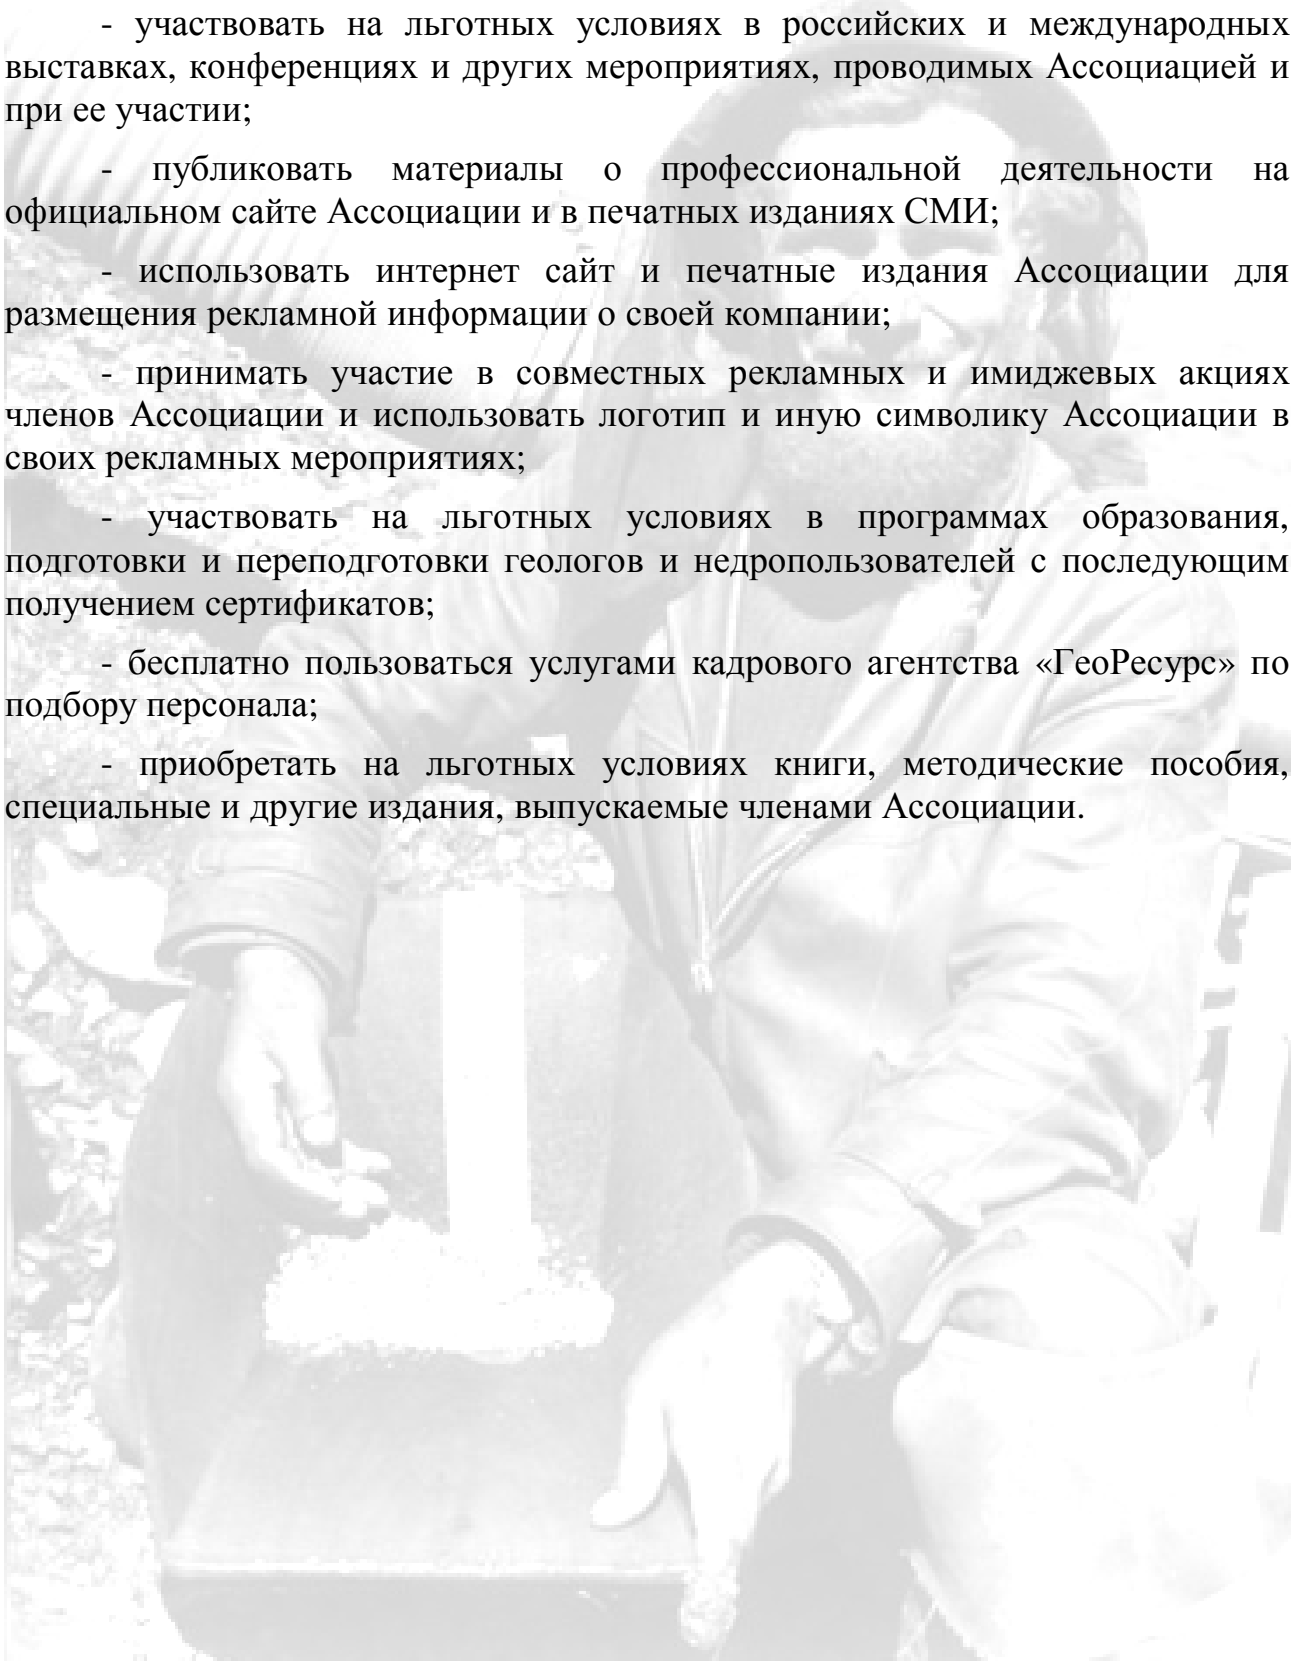 - участвовать на льготных условиях в российских и международных
выставках, конференциях и других мероприятиях, проводимых Ассоциацией и
при ее участии;
- публиковать материалы о профессиональной деятельности на
официальном сайте Ассоциации и в печатных изданиях СМИ;
- использовать интернет сайт и печатные издания Ассоциации для
размещения рекламной информации о своей компании;
- принимать участие в совместных рекламных и имиджевых акциях
членов Ассоциации и использовать логотип и иную символику Ассоциации в
своих рекламных мероприятиях;
- участвовать на льготных условиях в программах образования,
подготовки и переподготовки геологов и недропользователей с последующим
получением сертификатов;
- бесплатно пользоваться услугами кадрового агентства «ГеоРесурс» по
подбору персонала;
- приобретать на льготных условиях книги, методические пособия,
специальные и другие издания, выпускаемые членами Ассоциации.